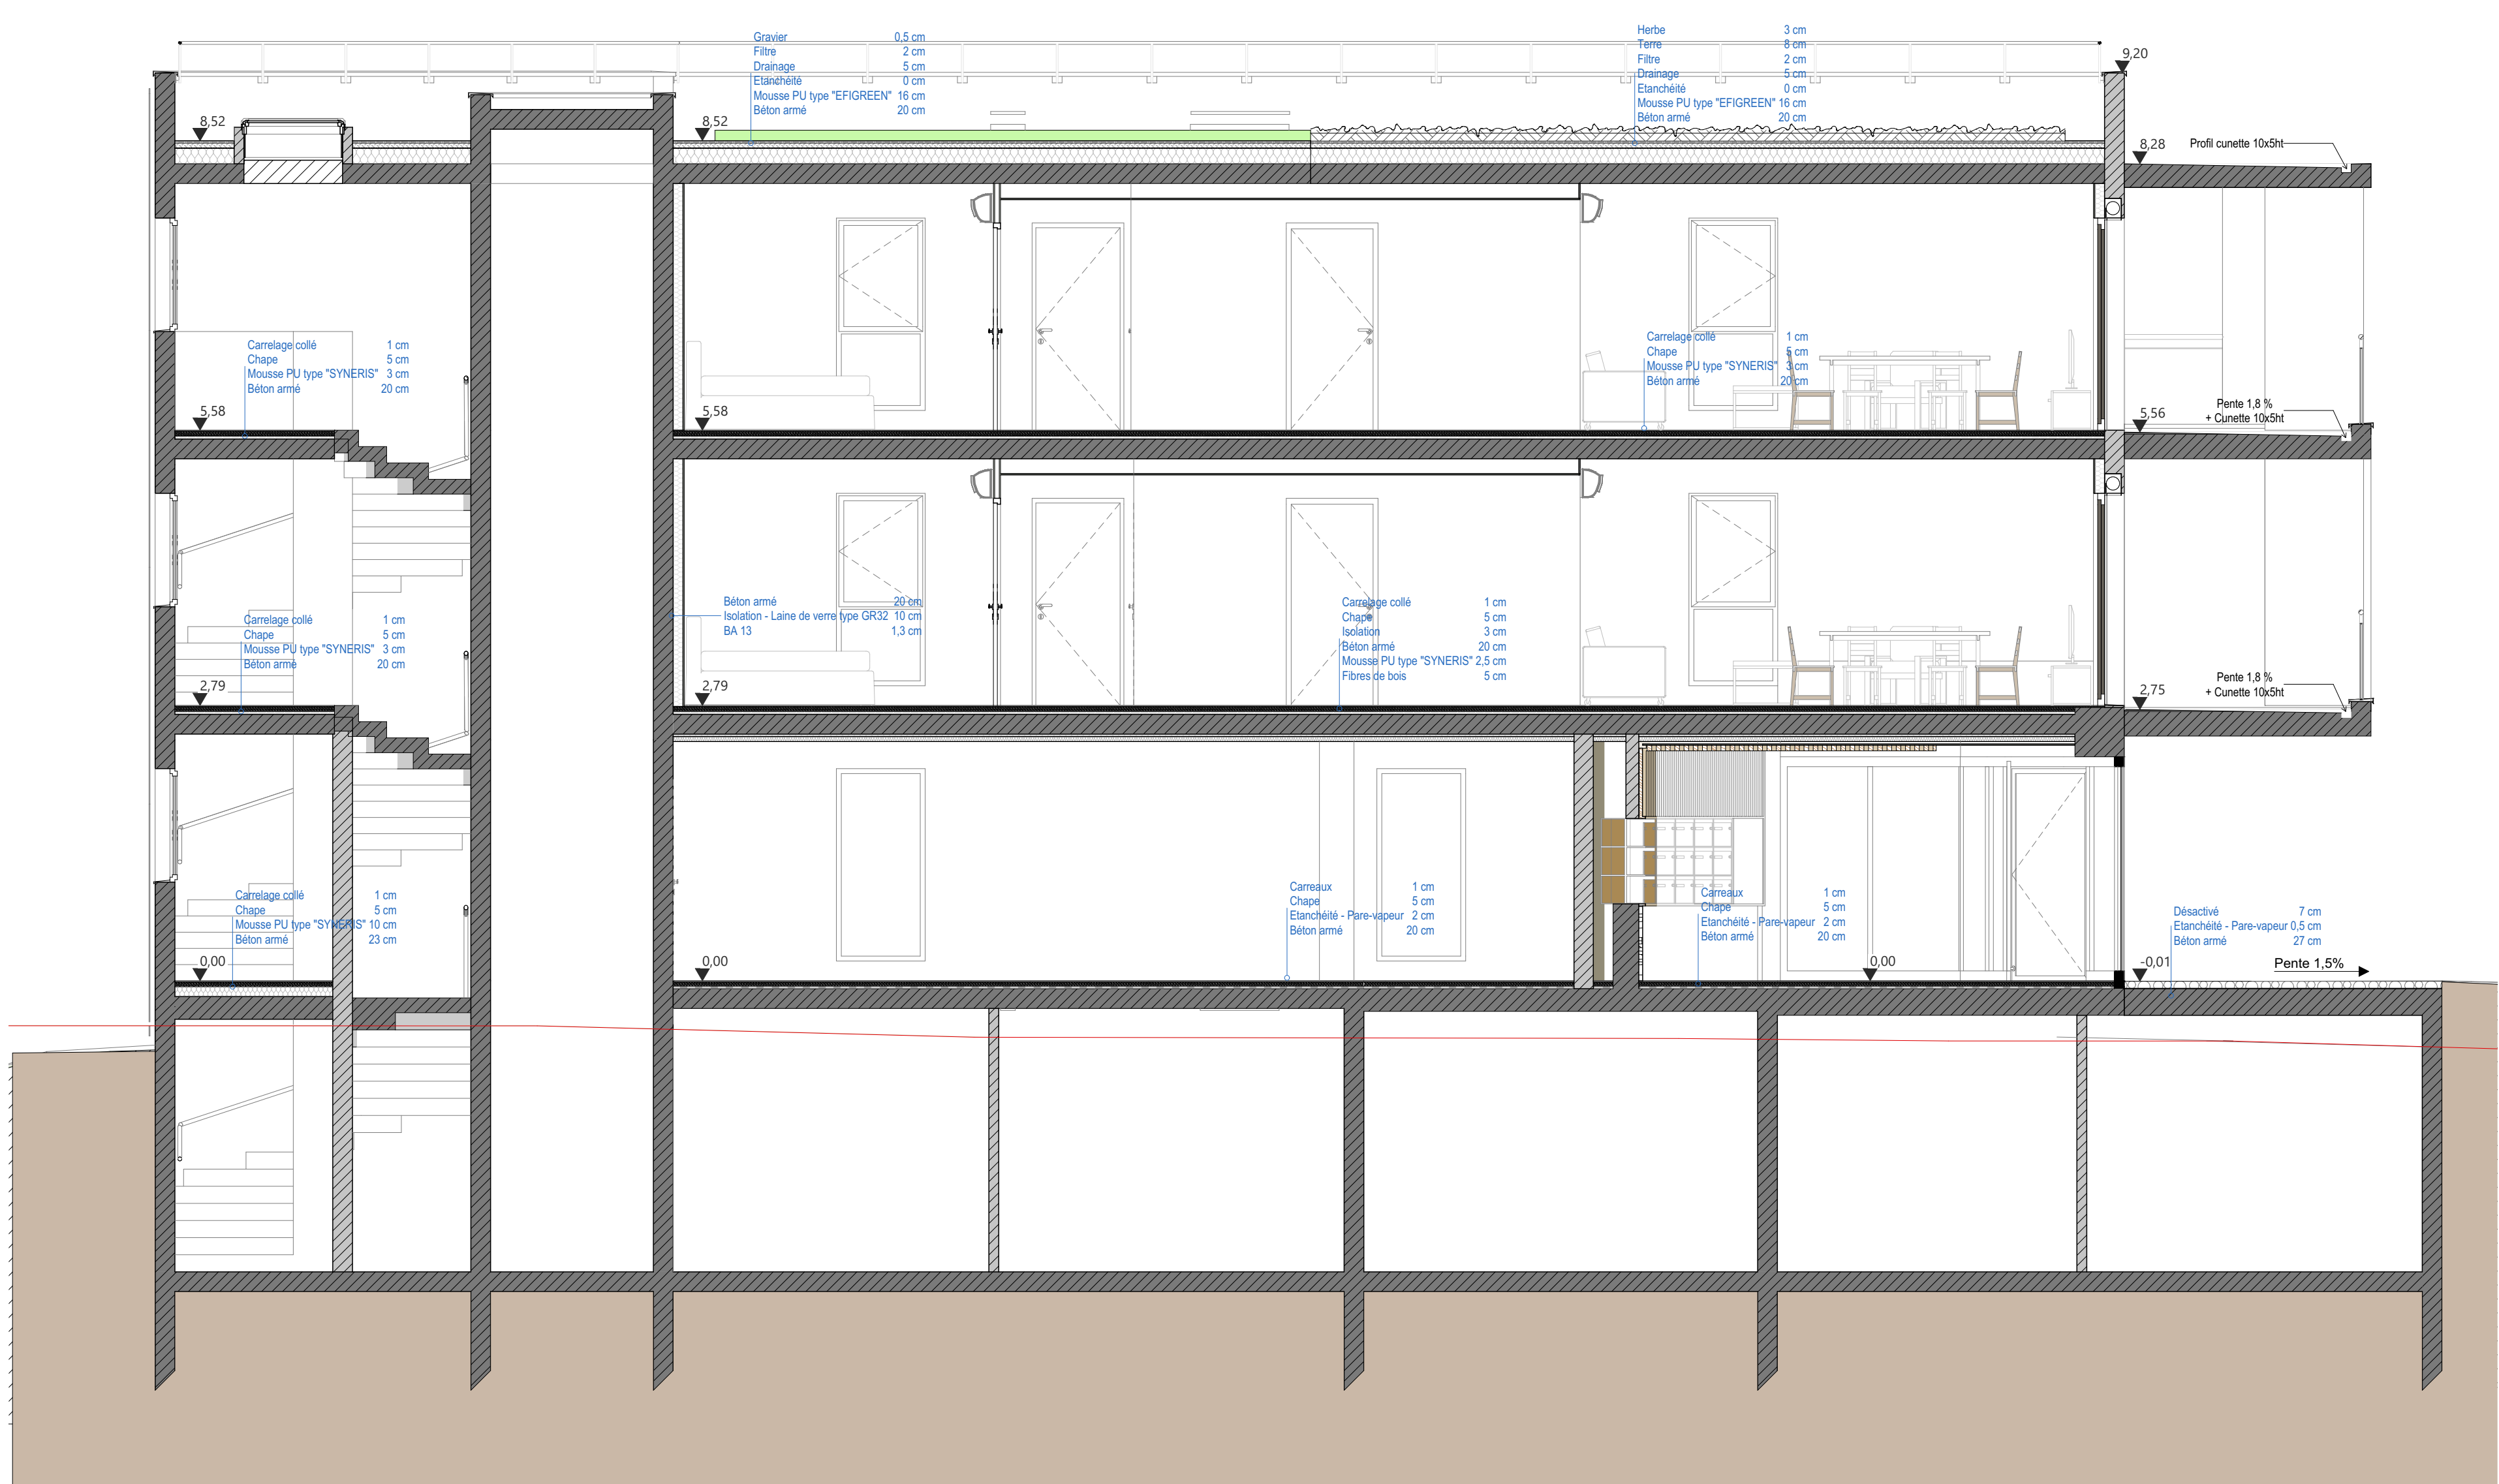 Gravier 0,5 cm
Filtre 2 cm
Drainage 5 cm
Etanchéité 0 cm
Mousse PU type "EFIGREEN" 16 cm
Béton armé 20 cm
Herbe 3 cm
Terre 8 cm
Filtre 2 cm
Drainage 5 cm
Etanchéité 0 cm
Mousse PU type "EFIGREEN" 16 cm
Béton armé 20 cm
9,20
8,52
8,52
8,28
Profil cunette 10x5ht
Carrelage collé 1 cm
Chape 5 cm
Mousse PU type "SYNERIS" 3 cm
Béton armé 20 cm
Carrelage collé 1 cm
Chape 5 cm
Mousse PU type "SYNERIS" 3 cm
Béton armé 20 cm
5,58
5,58
5,56
Pente 1,8 %
+ Cunette 10x5ht
Carrelage collé 1 cm
Chape 5 cm
Mousse PU type "SYNERIS" 3 cm
Béton armé 20 cm
Béton armé 20 cm
Isolation - Laine de verre type GR32 10 cm
BA 13 1,3 cm
Carrelage collé 1 cm
Chape 5 cm
Isolation 3 cm
Béton armé 20 cm
Mousse PU type "SYNERIS" 2,5 cm
Fibres de bois 5 cm
2,79
2,79
2,75
Pente 1,8 %
+ Cunette 10x5ht
Carrelage collé 1 cm
Chape 5 cm
Mousse PU type "SYNERIS" 10 cm
Béton armé 23 cm
Carreaux 1 cm
Chape 5 cm
Etanchéité - Pare-vapeur 2 cm
Béton armé 20 cm
Carreaux 1 cm
Chape 5 cm
Etanchéité - Pare-vapeur 2 cm
Béton armé 20 cm
Désactivé 7 cm
Etanchéité - Pare-vapeur 0,5 cm
Béton armé 27 cm
0,00
0,00
0,00
-0,01
Pente 1,5%